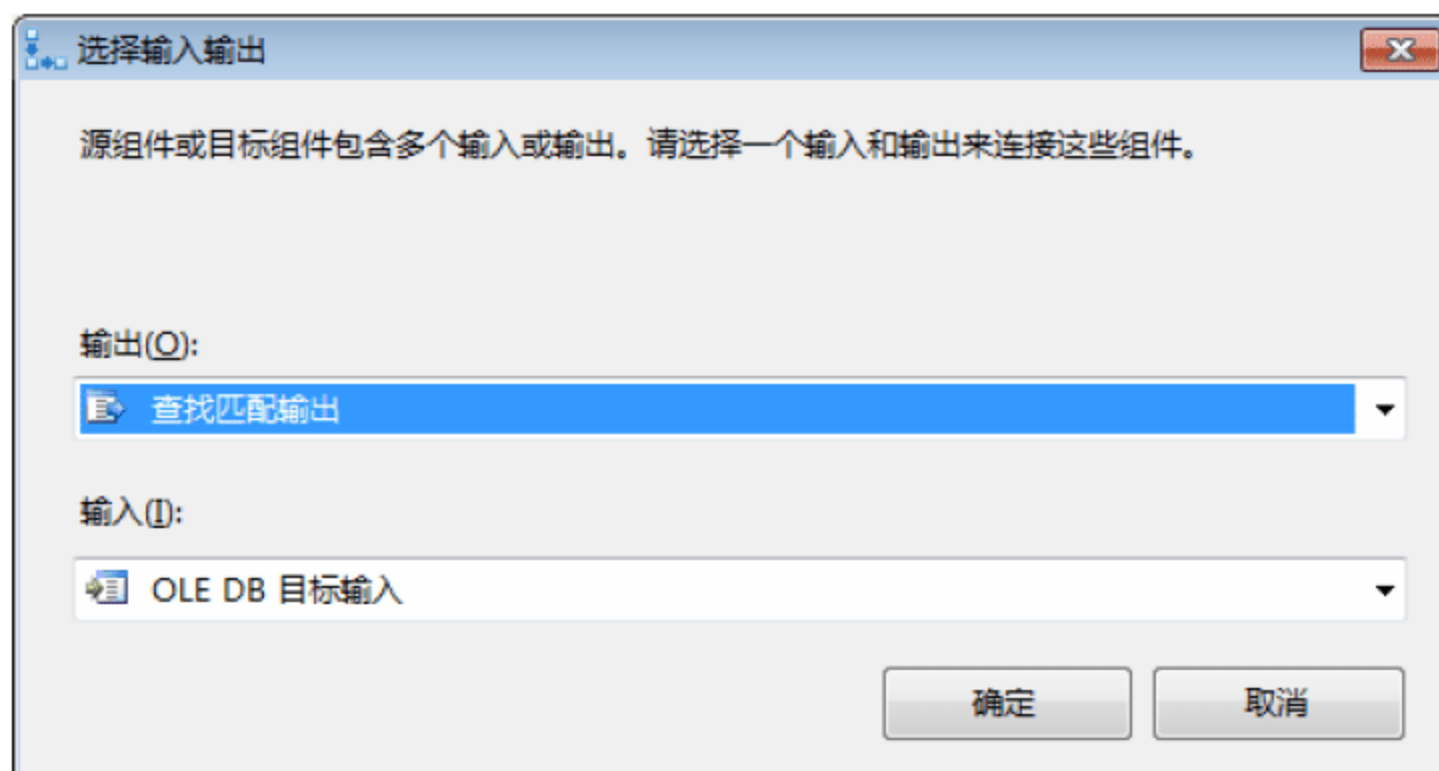 选择输入输出
源组件或目标组件包含多个输入或输出。请选择一个输入和输出来连接这些组件。
输出(O):
查找匹配输出
输入(I):
OLE DB 目标输入
确定
取消